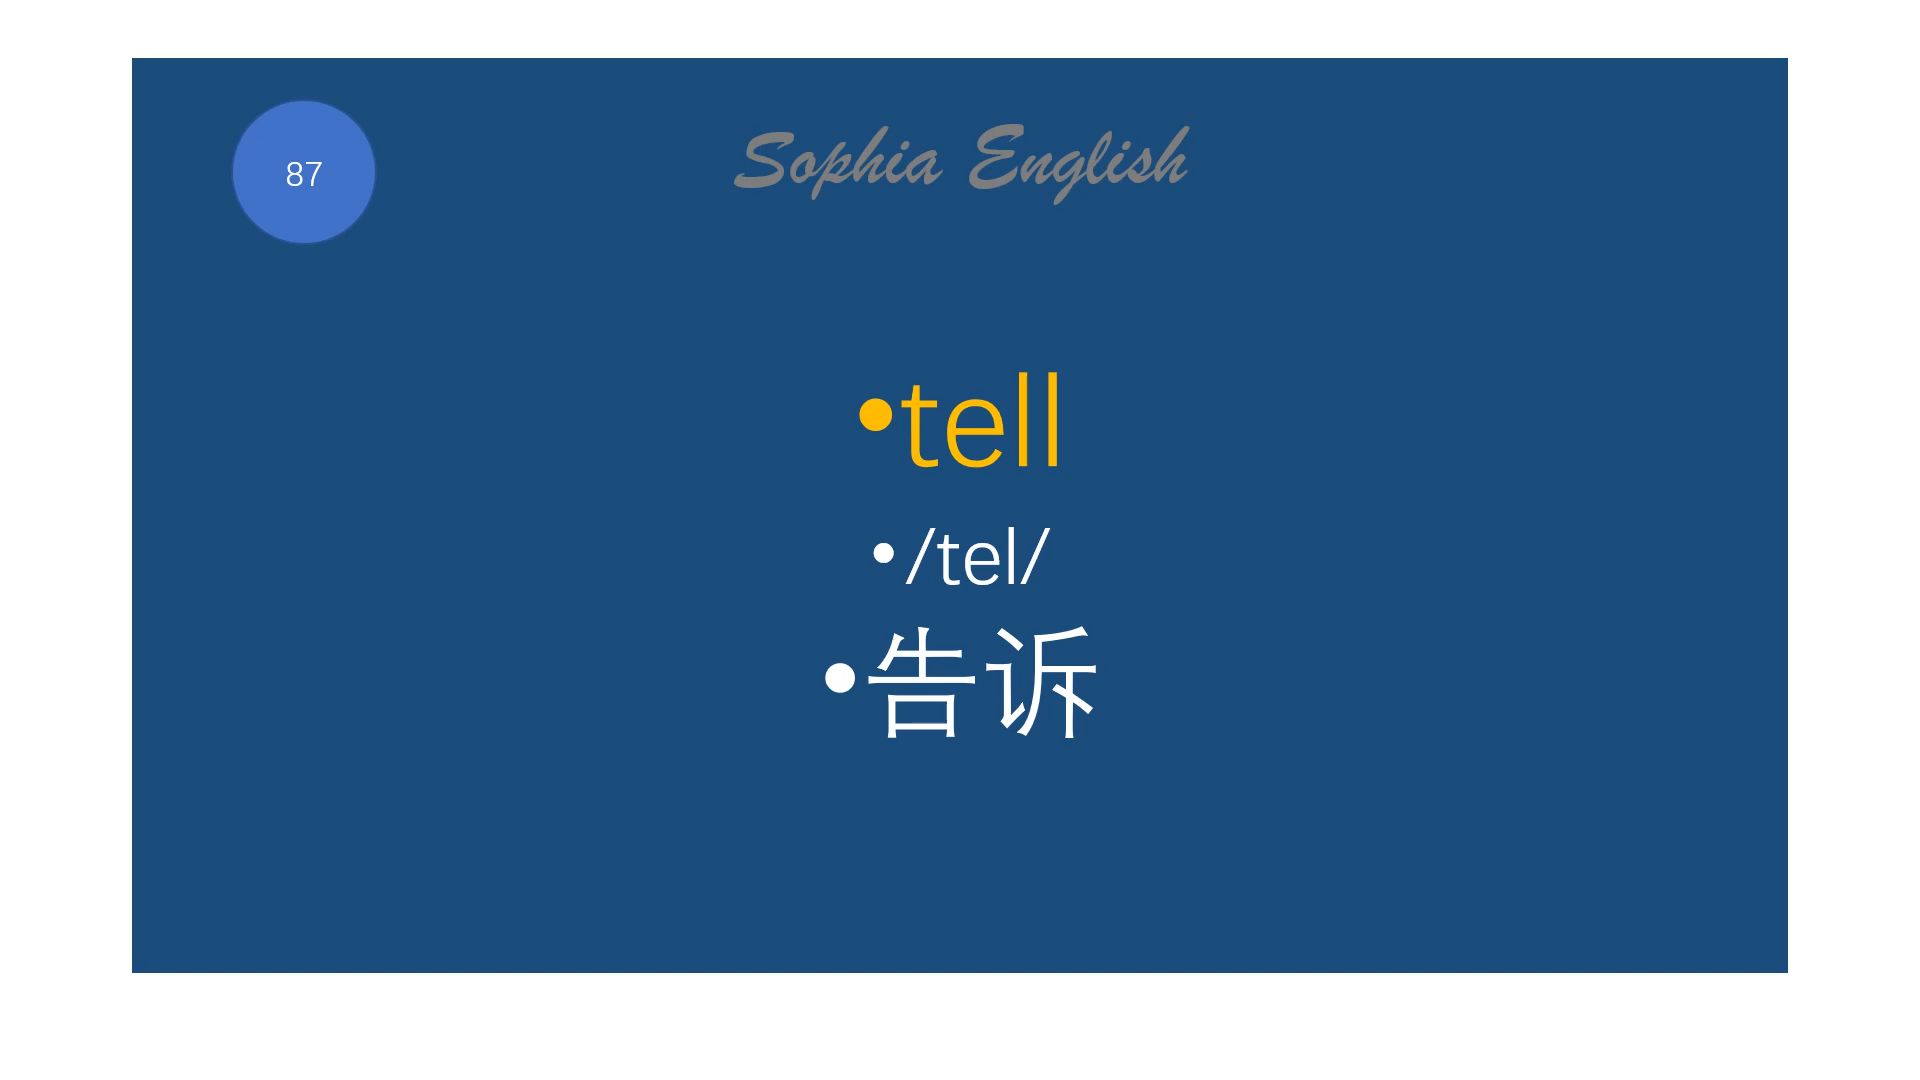 87
Sophia English
•tell
•/tel/
•告诉